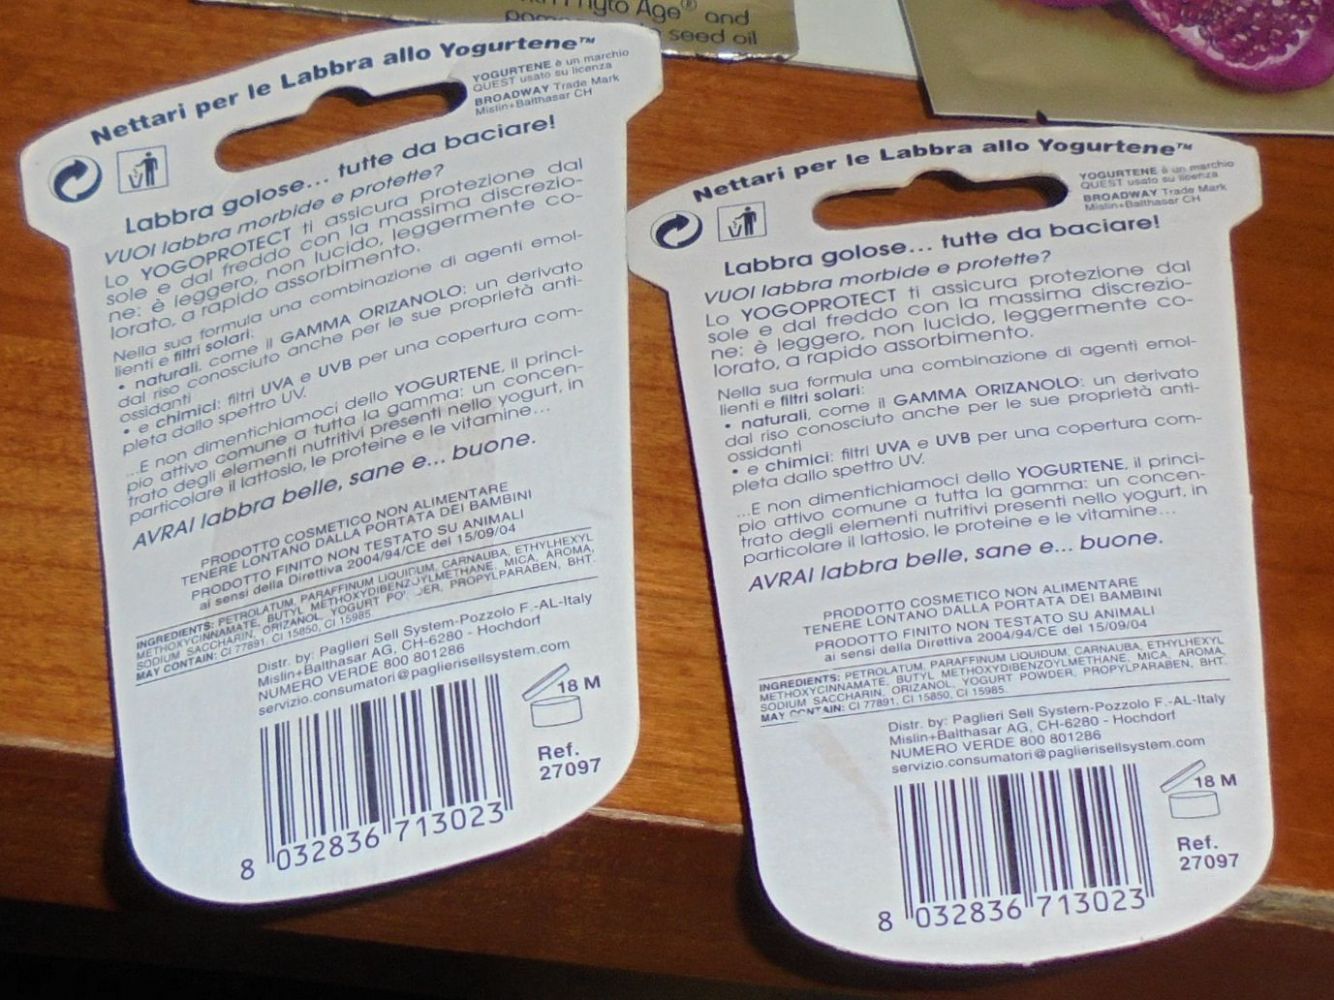 Phyto Age® and
seed oil
Nettari per le Labbra allo Yogurtene™
YOGURTENE è un marchio
QUEST usato su licenza
BROADWAY Trade Mark
Mislin+Balthasar CH
Labbra golose... tutte da baciare!
VUOI labbra morbide e protette?
Lo YOGOPROTECT ti assicura protezione dal
sole e dal freddo con la massima discrezio-
ne: è leggero, non lucido, leggermente co-
lorato, a rapido assorbimento.
Nella sua formula una combinazione di agenti emol-
lienti e filtri solari:
• naturali, come il GAMMA ORIZANOLO: un derivato
dal riso conosciuto anche per le sue proprietà anti-
ossidanti
• e chimici: filtri UVA e UVB per una copertura com-
pleta dallo spettro UV.
...E non dimentichiamoci dello YOGURTENE, il princi-
pio attivo comune a tutta la gamma: un concen-
trato degli elementi nutritivi presenti nello yogurt, in
particolare il lattosio, le proteine e le vitamine...
AVRAI labbra belle, sane e... buone.
PRODOTTO COSMETICO NON ALIMENTARE
TENERE LONTANO DALLA PORTATA DEI BAMBINI
PRODOTTO FINITO NON TESTATO SU ANIMALI
ai sensi della Direttiva 2004/94/CE del 15/09/04
INGREDIENTS: PETROLATUM, PARAFFINUM LIQUIDUM, CARNAUBA, ETHYLHEXYL
METHOXYCINNAMATE, BUTYL METHOXYDIBENZOYLMETHANE, MICA, AROMA,
SODIUM SACCHARIN, ORIZANOL, YOGURT POWDER, PROPYLPARABEN, BHT.
MAY CONTAIN: CI 77891, CI 15850, CI 15985.
Distr. by: Paglieri Sell System-Pozzolo F.-AL-Italy
Mislin+Balthasar AG, CH-6280 - Hochdorf
NUMERO VERDE 800 801286
servizio.consumatori@paglierisellsystem.com
18 M
Ref.
27097
8 032836 713023
Nettari per le Labbra allo Yogurtene™
YOGURTENE è un marchio
QUEST usato su licenza
BROADWAY Trade Mark
Mislin+Balthasar CH
Labbra golose... tutte da baciare!
VUOI labbra morbide e protette?
Lo YOGOPROTECT ti assicura protezione dal
sole e dal freddo con la massima discrezio-
ne: è leggero, non lucido, leggermente co-
lorato, a rapido assorbimento.
Nella sua formula una combinazione di agenti emol-
lienti e filtri solari:
• naturali, come il GAMMA ORIZANOLO: un derivato
dal riso conosciuto anche per le sue proprietà anti-
ossidanti
• e chimici: filtri UVA e UVB per una copertura com-
pleta dallo spettro UV.
...E non dimentichiamoci dello YOGURTENE, il princi-
pio attivo comune a tutta la gamma: un concen-
trato degli elementi nutritivi presenti nello yogurt, in
particolare il lattosio, le proteine e le vitamine...
AVRAI labbra belle, sane e... buone.
PRODOTTO COSMETICO NON ALIMENTARE
TENERE LONTANO DALLA PORTATA DEI BAMBINI
PRODOTTO FINITO NON TESTATO SU ANIMALI
ai sensi della Direttiva 2004/94/CE del 15/09/04
INGREDIENTS: PETROLATUM, PARAFFINUM LIQUIDUM, CARNAUBA, ETHYLHEXYL
METHOXYCINNAMATE, BUTYL METHOXYDIBENZOYLMETHANE, MICA, AROMA,
SODIUM SACCHARIN, ORIZANOL, YOGURT POWDER, PROPYLPARABEN, BHT.
MAY CONTAIN: CI 77891, CI 15850, CI 15985.
Distr. by: Paglieri Sell System-Pozzolo F.-AL-Italy
Mislin+Balthasar AG, CH-6280 - Hochdorf
NUMERO VERDE 800 801286
servizio.consumatori@paglierisellsystem.com
18 M
Ref.
27097
8 032836 713023